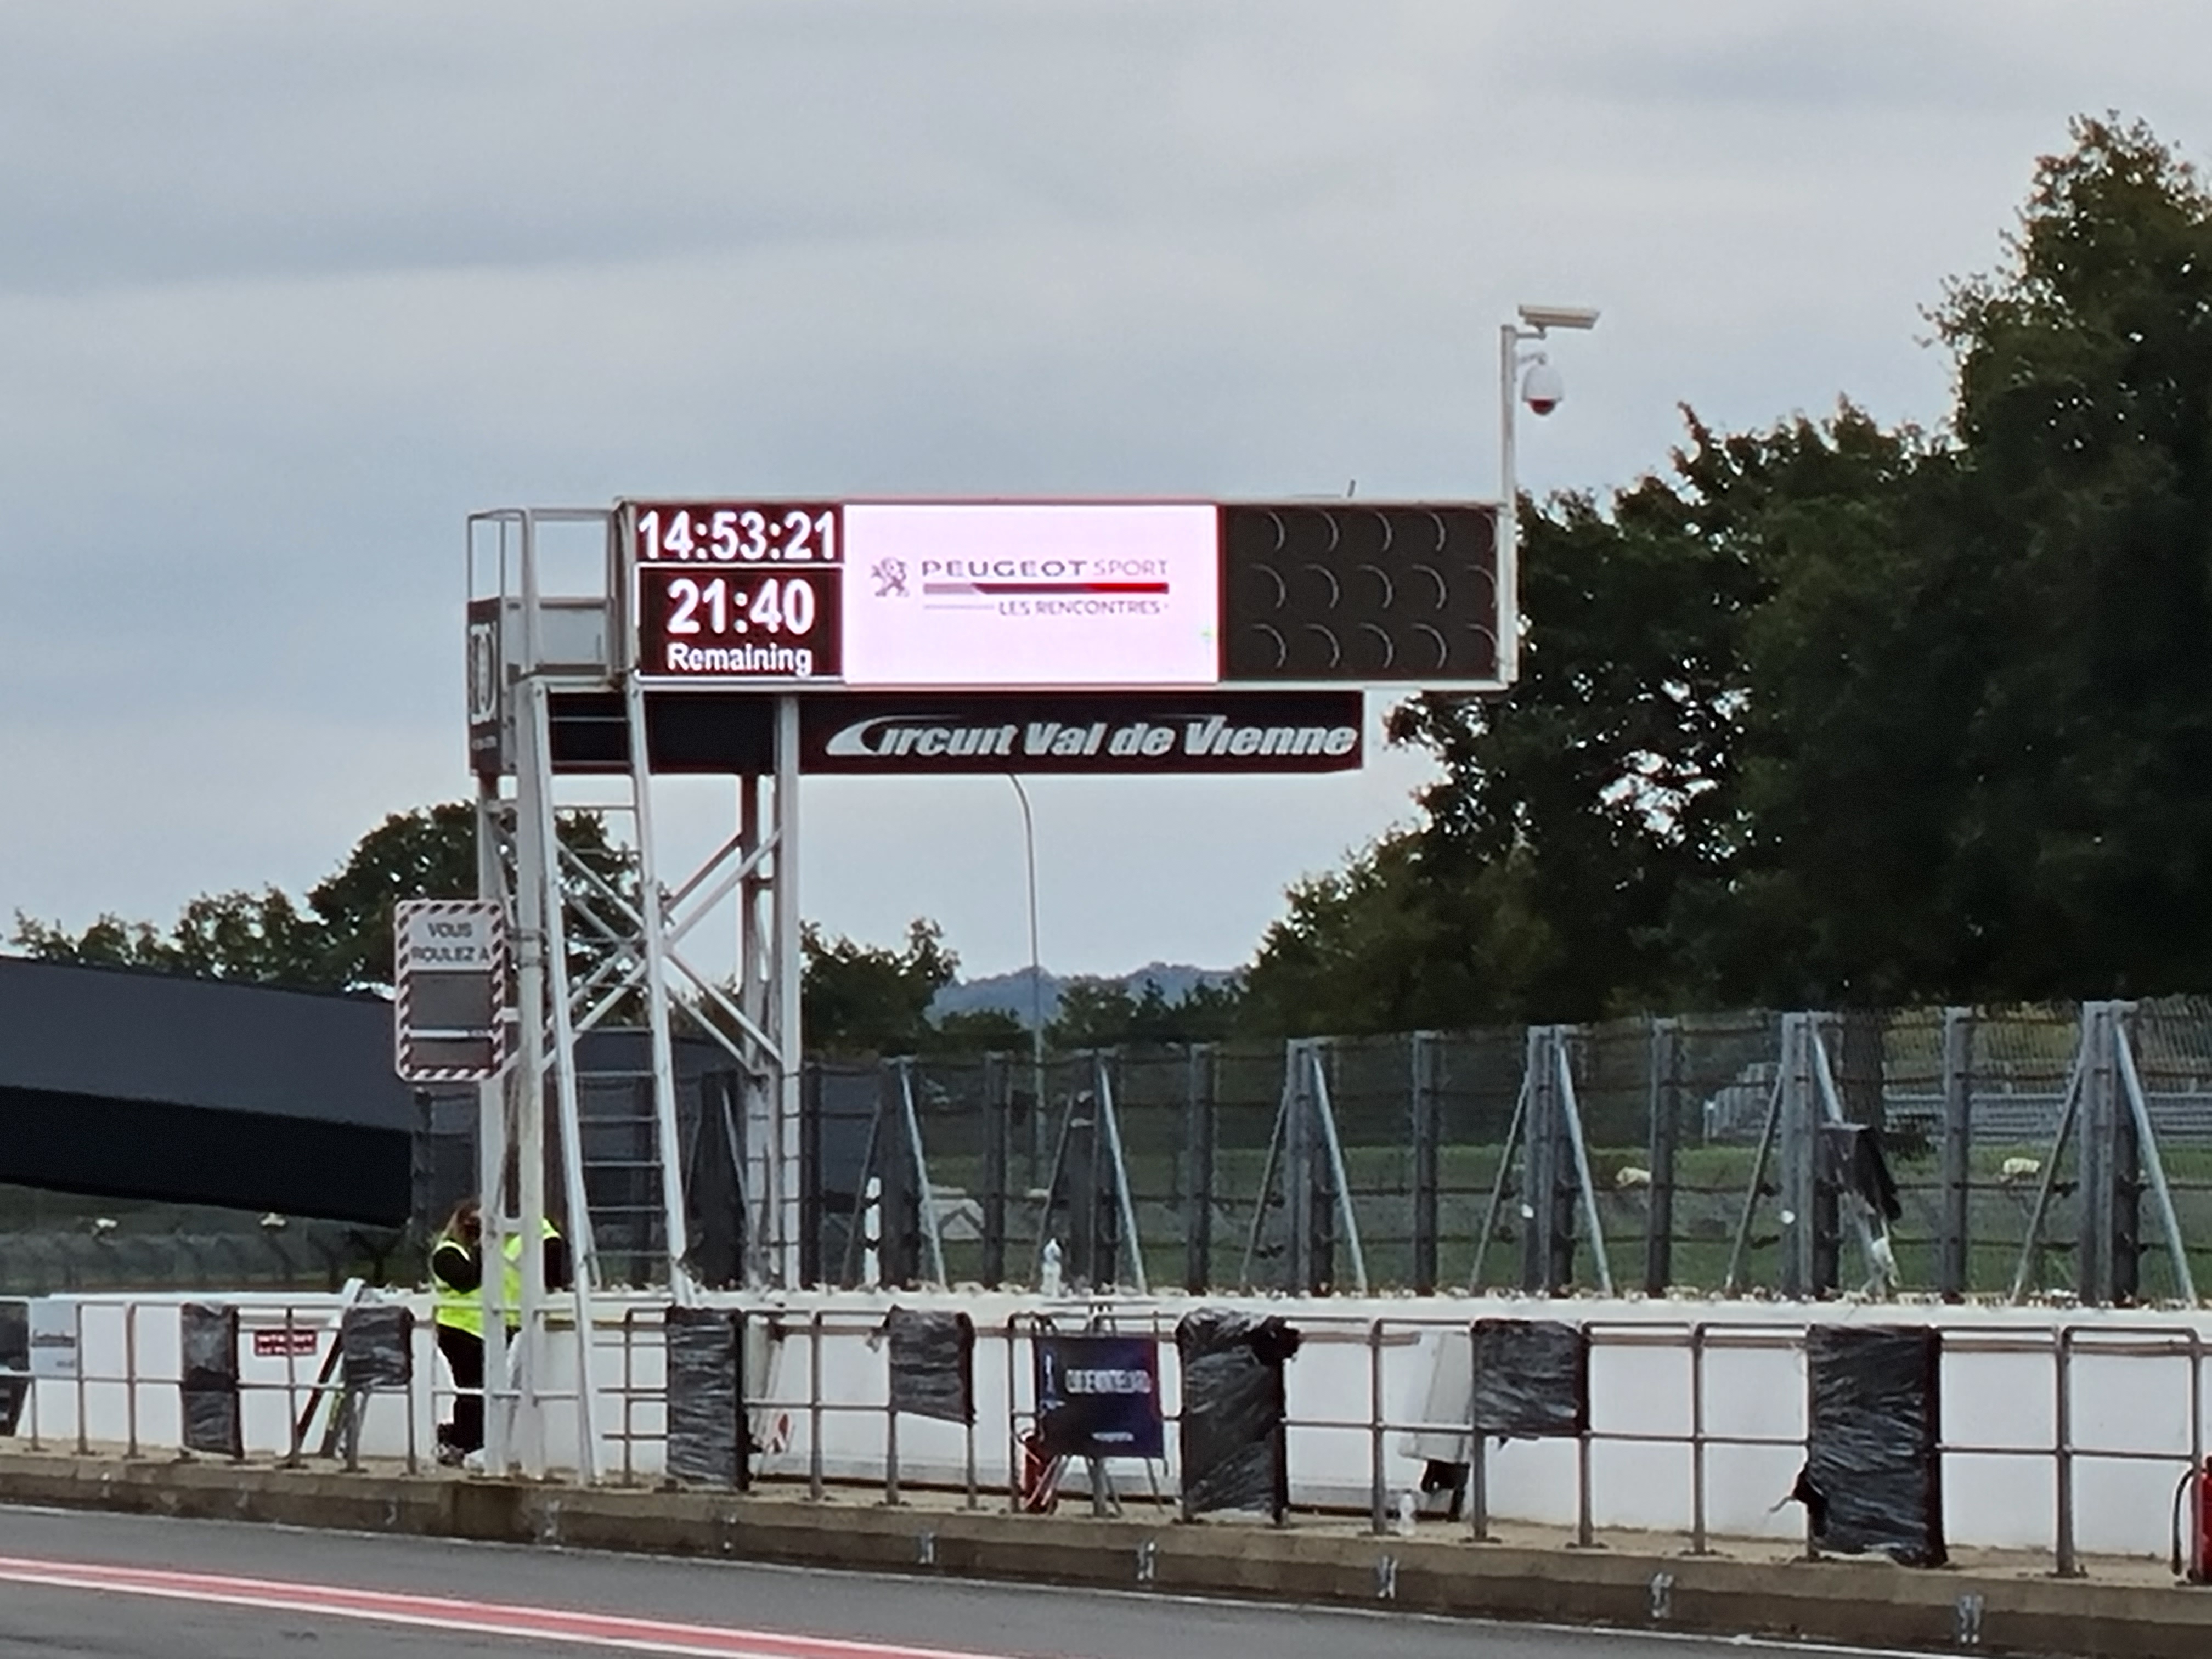 14:53:21
21:40
Remaining
PEUGEOT SPORT
LES RENCONTRES
Circuit Val de Vienne
VOUS
ROULEZ A